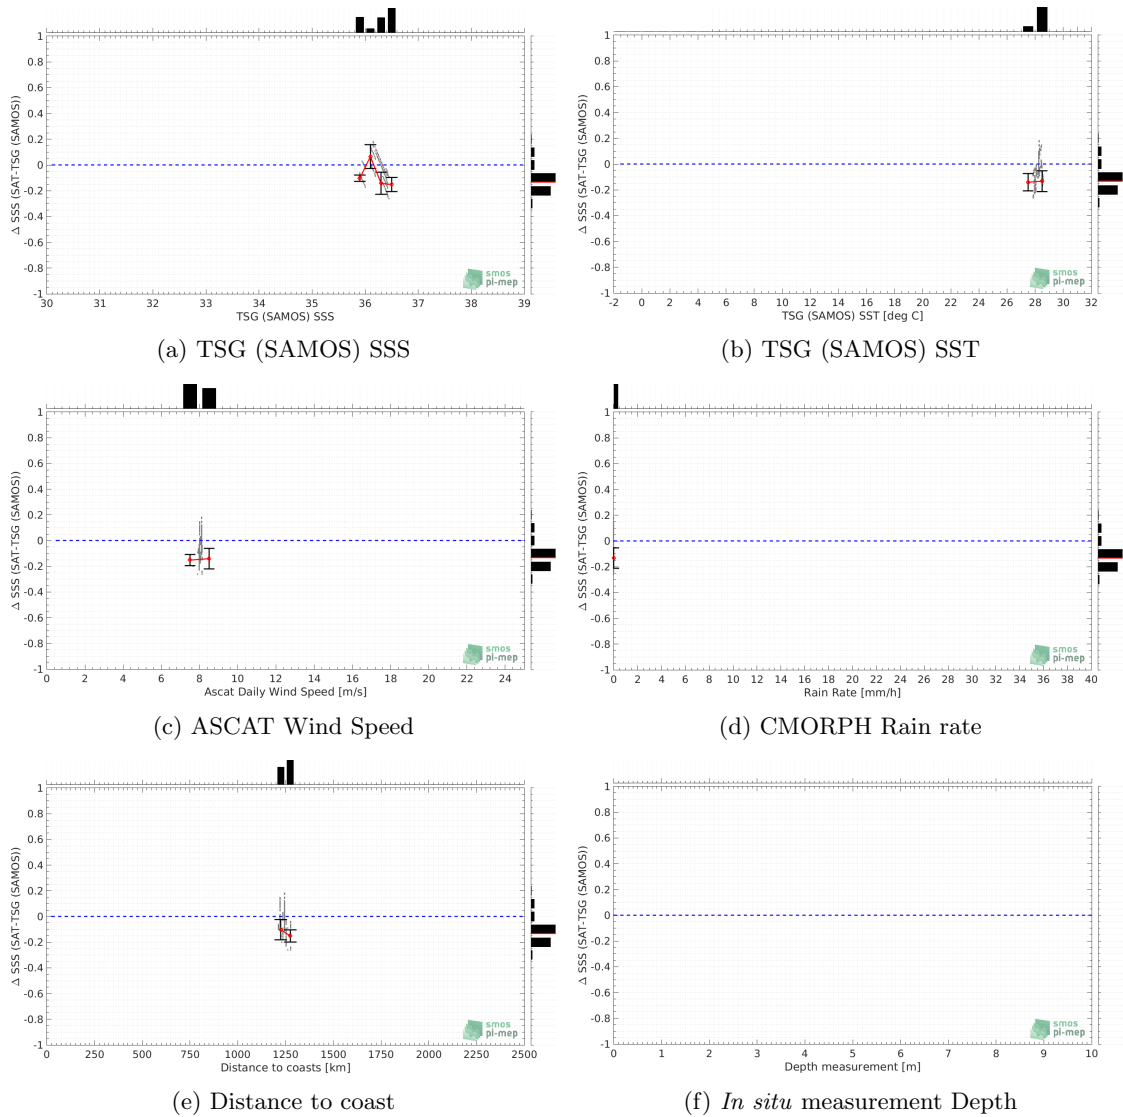 1
0.8
0.6
0.4
0.2
0
-0.2
-0.4
-0.6
-0.8
-1
Δ SSS (SAT-TSG (SAMOS))
smos
pi-mep
30 31 32 33 34 35 36 37 38 39
TSG (SAMOS) SSS
(a) TSG (SAMOS) SSS
1
0.8
0.6
0.4
0.2
0
-0.2
-0.4
-0.6
-0.8
-1
Δ SSS (SAT-TSG (SAMOS))
smos
pi-mep
-2 0 2 4 6 8 10 12 14 16 18 20 22 24 26 28 30 32
TSG (SAMOS) SST [deg C]
(b) TSG (SAMOS) SST
1
0.8
0.6
0.4
0.2
0
-0.2
-0.4
-0.6
-0.8
-1
Δ SSS (SAT-TSG (SAMOS))
smos
pi-mep
0 2 4 6 8 10 12 14 16 18 20 22 24
Ascat Daily Wind Speed [m/s]
(c) ASCAT Wind Speed
1
0.8
0.6
0.4
0.2
0
-0.2
-0.4
-0.6
-0.8
-1
Δ SSS (SAT-TSG (SAMOS))
smos
pi-mep
0 2 4 6 8 10 12 14 16 18 20 22 24 26 28 30 32 34 36 38 40
Rain Rate [mm/h]
(d) CMORPH Rain rate
1
0.8
0.6
0.4
0.2
0
-0.2
-0.4
-0.6
-0.8
-1
Δ SSS (SAT-TSG (SAMOS))
smos
pi-mep
0 250 500 750 1000 1250 1500 1750 2000 2250 2500
Distance to coasts [km]
(e) Distance to coast
1
0.8
0.6
0.4
0.2
0
-0.2
-0.4
-0.6
-0.8
-1
Δ SSS (SAT-TSG (SAMOS))
smos
pi-mep
0 1 2 3 4 5 6 7 8 9 10
Depth measurement [m]
(f) In situ measurement Depth